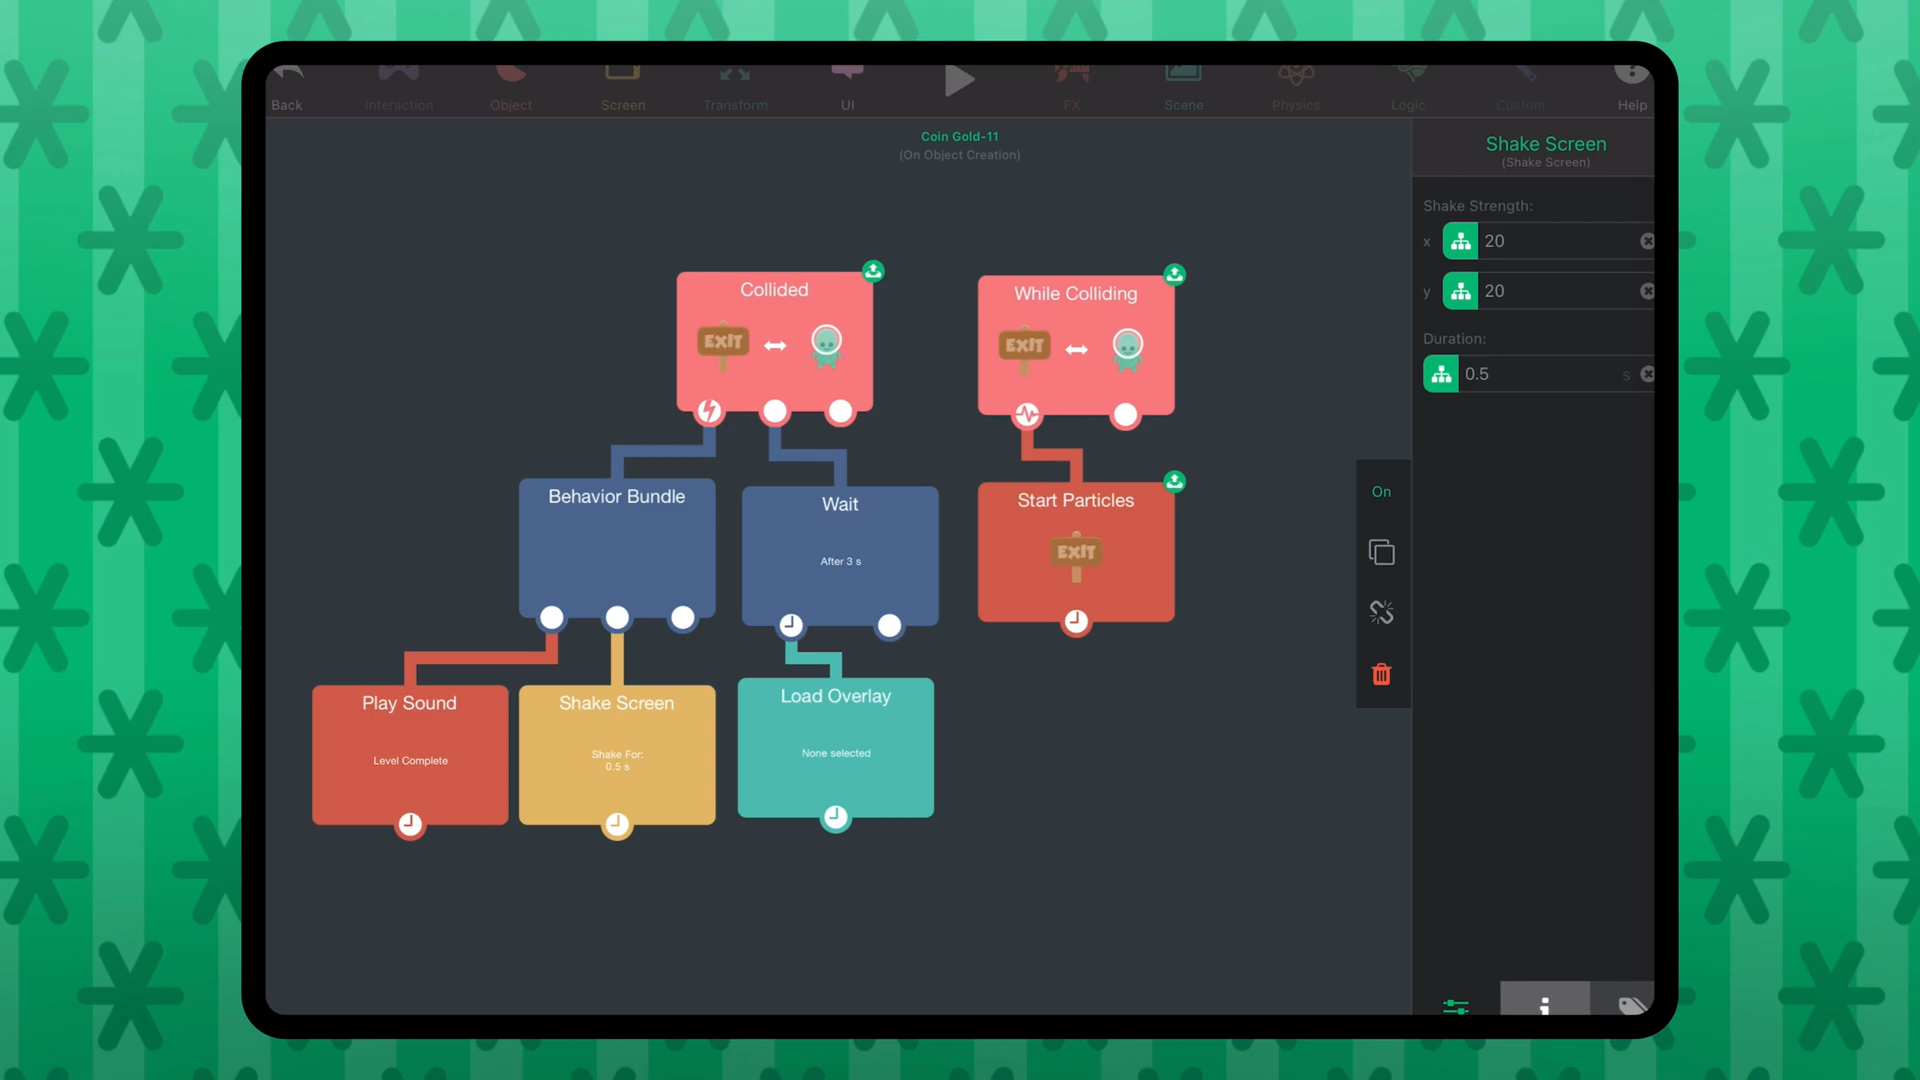 Back
Interaction
Object
Screen
Transform
UI
FX
Scene
Physics
Logic
Custom
Help
Coin Gold-11
(On Object Creation)
Shake Screen
(Shake Screen)
Shake Strength:
x 20
y 20
Duration:
0.5 s
Collided
EXIT
While Colliding
EXIT
Behavior Bundle
Wait
After 3 s
Start Particles
EXIT
On
Play Sound
Level Complete
Shake Screen
Shake For:
0.5 s
Load Overlay
None selected